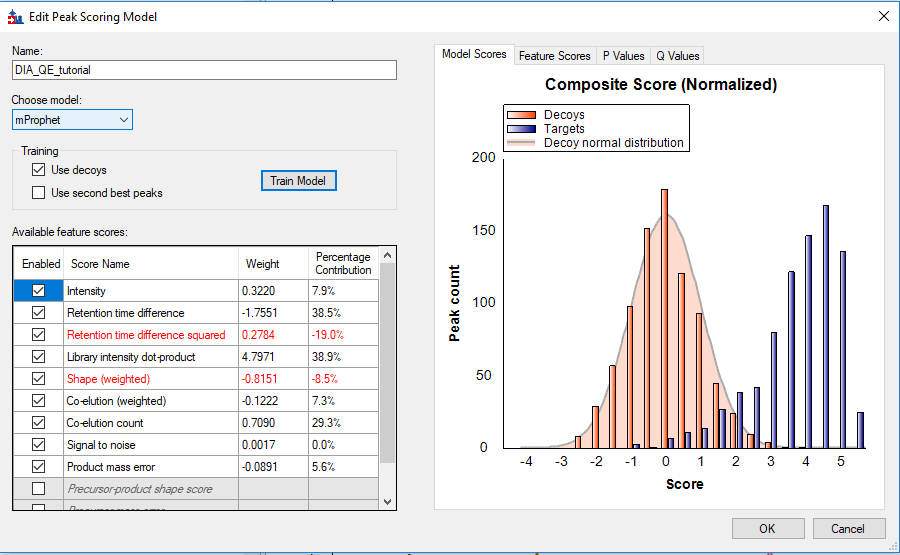 Edit Peak Scoring Model
Name:
DIA_QE_tutorial
Choose model:
mProphet
Training
Use decoys
Use second best peaks
Train Model
Available feature scores:
Enabled Score Name Weight Percentage Contribution
Intensity 0.3220 7.9%
Retention time difference -1.7551 38.5%
Retention time difference squared 0.2784 -19.0%
Library intensity dot-product 4.7971 38.9%
Shape (weighted) -0.8151 -8.5%
Co-elution (weighted) -0.1222 7.3%
Co-elution count 0.7090 29.3%
Signal to noise 0.0017 0.0%
Product mass error -0.0891 5.6%
Precursor-product shape score
Model Scores Feature Scores P Values Q Values
Composite Score (Normalized)
Decoys
Targets
Decoy normal distribution
200
150
100
50
0
Peak count
-4 -3 -2 -1 0 1 2 3 4 5
Score
OK Cancel